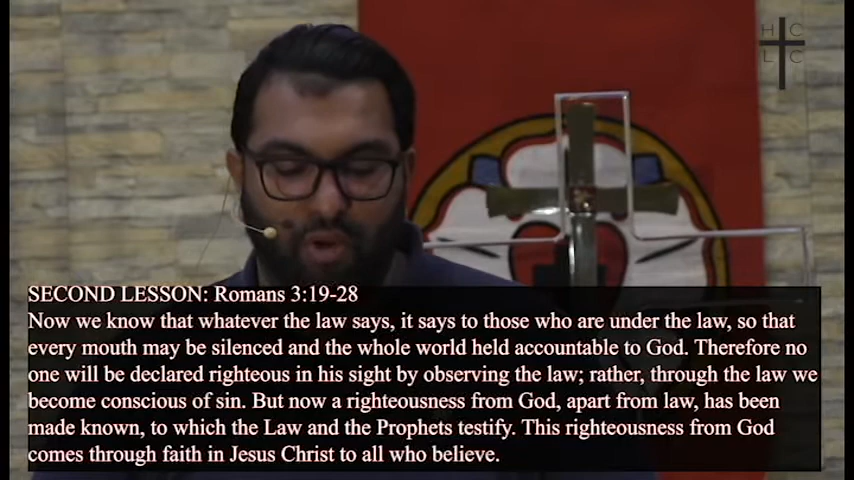 H C
L C
SECOND LESSON: Romans 3:19-28
Now we know that whatever the law says, it says to those who are under the law, so that
every mouth may be silenced and the whole world held accountable to God. Therefore no
one will be declared righteous in his sight by observing the law; rather, through the law we
become conscious of sin. But now a righteousness from God, apart from law, has been
made known, to which the Law and the Prophets testify. This righteousness from God
comes through faith in Jesus Christ to all who believe.